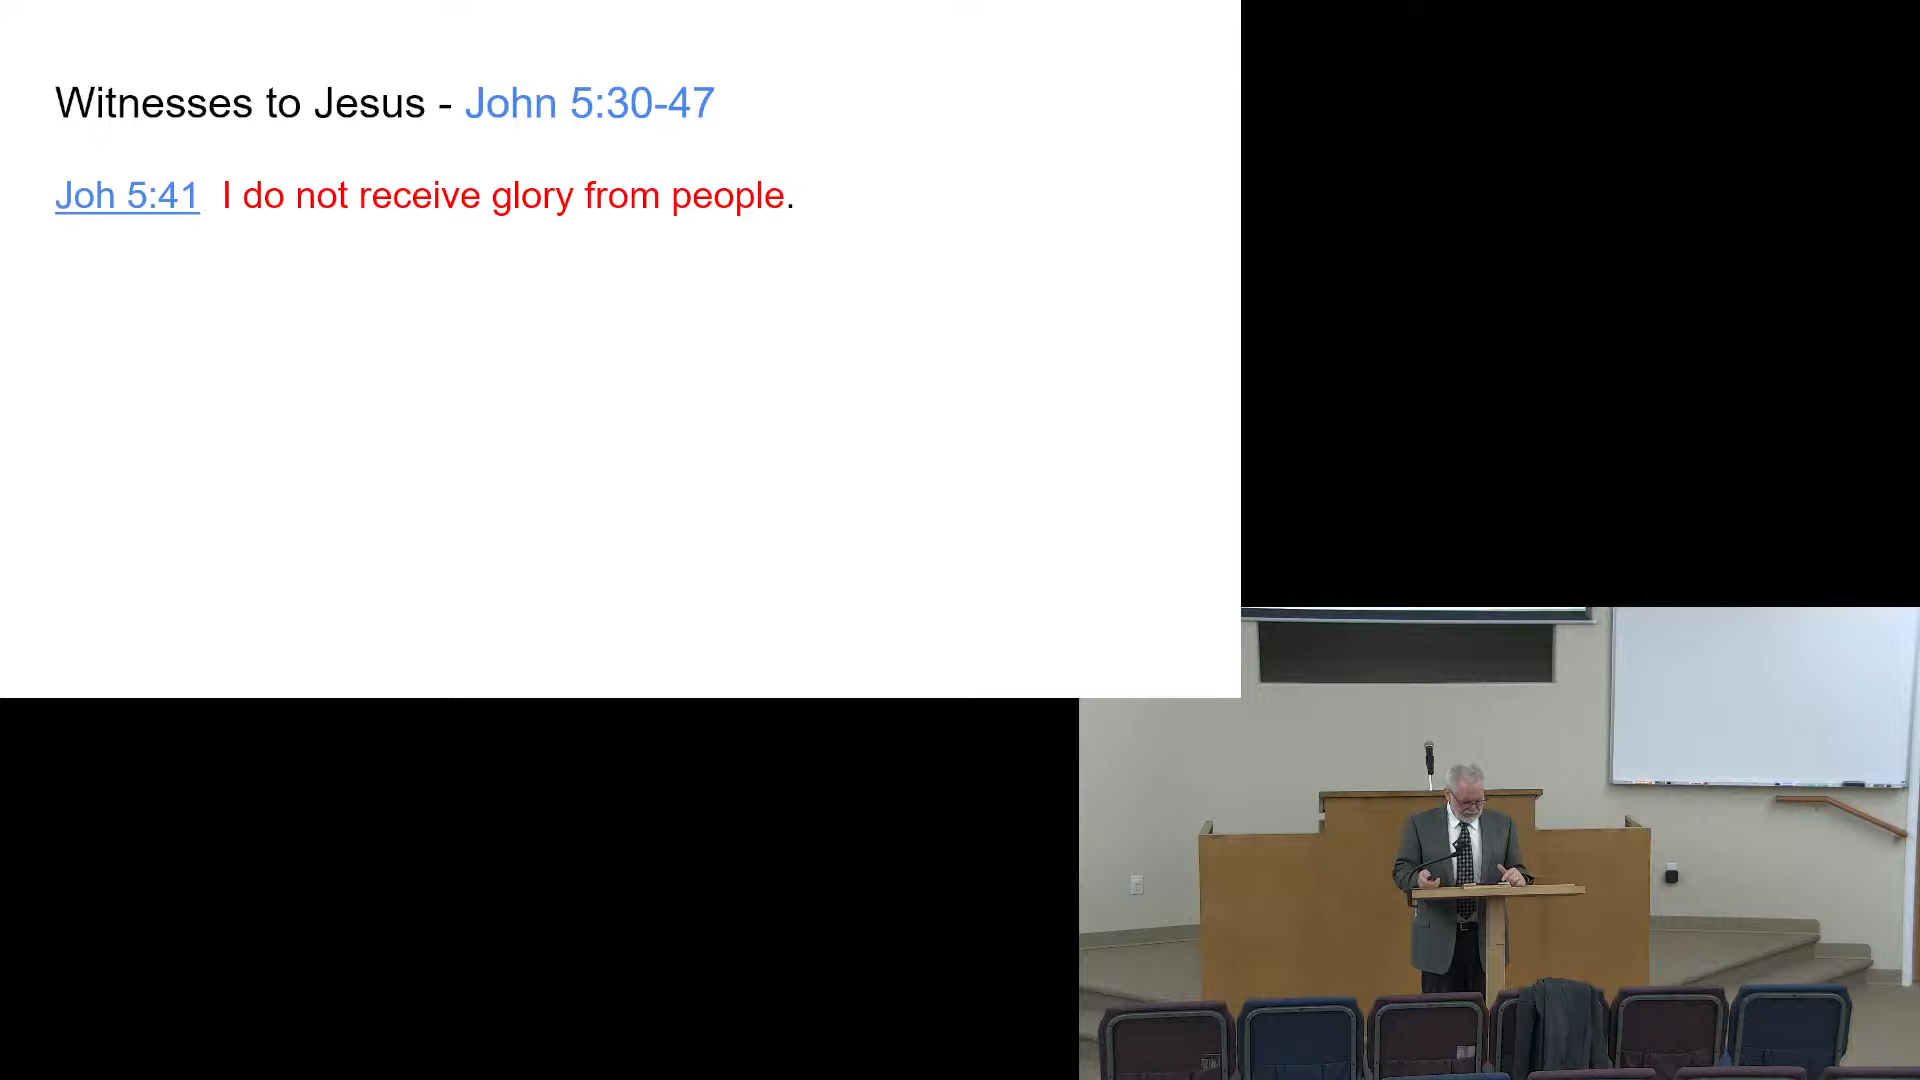 Witnesses to Jesus - John 5:30-47
Joh 5:41 I do not receive glory from people.